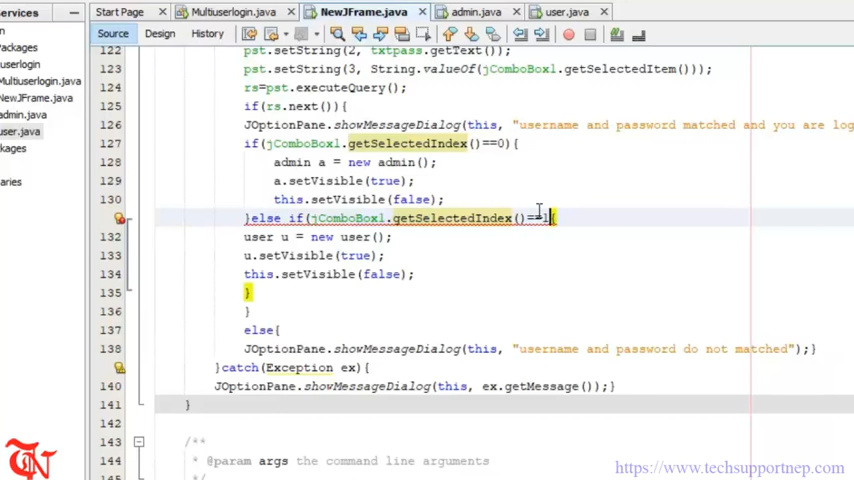 ervices
Start Page
Multiuserlogin.java
NewJFrame.java
admin.java
user.java
Source
Design
History
Packages
userlogin
Multiuserlogin.java
NewJFrame.java
admin.java
user.java
ckages
raries
122 pst.setString(2, txtpass.getText());
123 pst.setString(3, String.valueOf(jComboBox1.getSelectedItem()));
124 rs=pst.executeQuery();
125 if(rs.next()){
126 JOptionPane.showMessageDialog(this, "username and password matched and you are log
127 if(jComboBox1.getSelectedIndex()==0){
128 admin a = new admin();
129 a.setVisible(true);
130 this.setVisible(false);
}else if(jComboBox1.getSelectedIndex()==1{
132 user u = new user();
133 u.setVisible(true);
134 this.setVisible(false);
135 }
136 }
137 else{
138 JOptionPane.showMessageDialog(this, "username and password do not matched");}
}catch(Exception ex){
140 JOptionPane.showMessageDialog(this, ex.getMessage());}
141 }
142
143 /**
144 * @param args the command line arguments
145 */
TN
https://www.techsupportnep.com